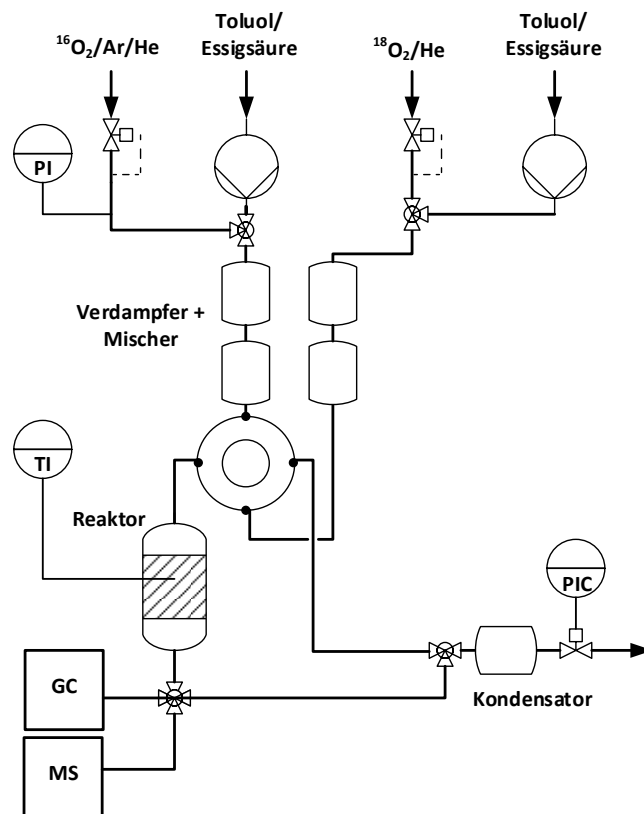 Toluol/
Essigsäure
¹⁶O₂/Ar/He
Toluol/
Essigsäure
¹⁸O₂/He
PI
Verdampfer +
Mischer
TI
Reaktor
PIC
GC
Kondensator
MS